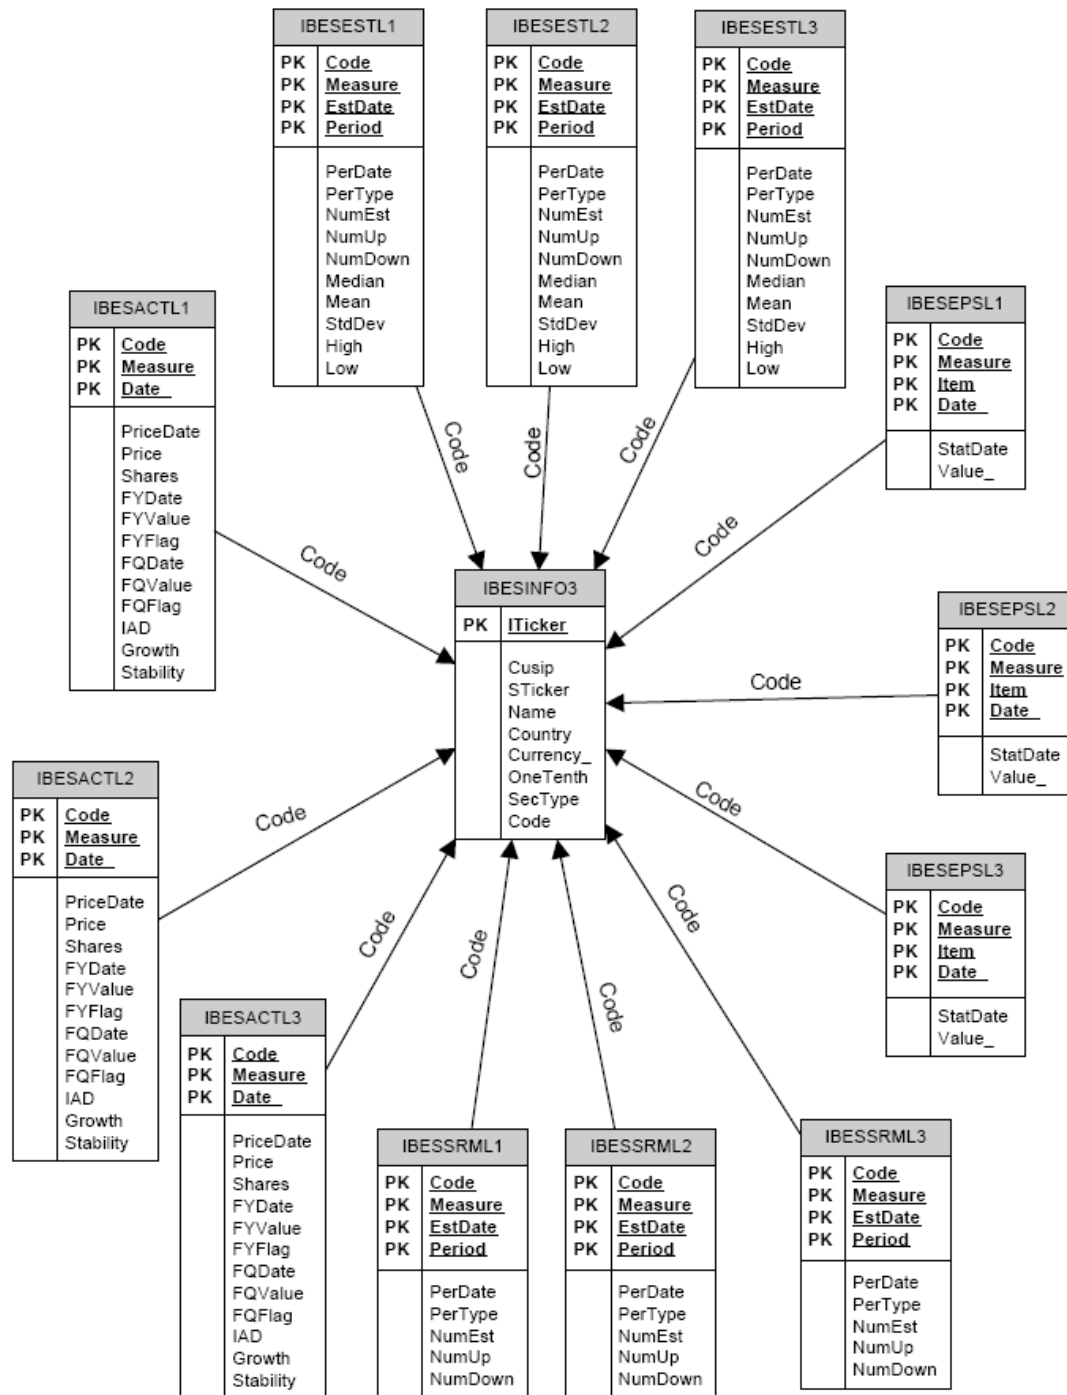 IBESESTL1
PK Code
PK Measure
PK EstDate
PK Period
PerDate
PerType
NumEst
NumUp
NumDown
Median
Mean
StdDev
High
Low
IBESESTL2
PK Code
PK Measure
PK EstDate
PK Period
PerDate
PerType
NumEst
NumUp
NumDown
Median
Mean
StdDev
High
Low
IBESESTL3
PK Code
PK Measure
PK EstDate
PK Period
PerDate
PerType
NumEst
NumUp
NumDown
Median
Mean
StdDev
High
Low
IBESACTL1
PK Code
PK Measure
PK Date_
PriceDate
Price
Shares
FYDate
FYValue
FYFlag
FQDate
FQValue
FQFlag
IAD
Growth
Stability
IBESEPSL1
PK Code
PK Measure
PK Item
PK Date_
StatDate
Value_
Code
Code
Code
Code
Code
IBESINFO3
PK ITicker
Cusip
STicker
Name
Country
Currency_
OneTenth
SecType
Code
IBESEPSL2
PK Code
PK Measure
PK Item
PK Date_
StatDate
Value_
Code
Code
Code
IBESACTL2
PK Code
PK Measure
PK Date_
PriceDate
Price
Shares
FYDate
FYValue
FYFlag
FQDate
FQValue
FQFlag
IAD
Growth
Stability
IBESEPSL3
PK Code
PK Measure
PK Item
PK Date_
StatDate
Value_
Code
Code
Code
Code
IBESACTL3
PK Code
PK Measure
PK Date_
PriceDate
Price
Shares
FYDate
FYValue
FYFlag
FQDate
FQValue
FQFlag
IAD
Growth
Stability
IBESSRML1
PK Code
PK Measure
PK EstDate
PK Period
PerDate
PerType
NumEst
NumUp
NumDown
IBESSRML2
PK Code
PK Measure
PK EstDate
PK Period
PerDate
PerType
NumEst
NumUp
NumDown
IBESSRML3
PK Code
PK Measure
PK EstDate
PK Period
PerDate
PerType
NumEst
NumUp
NumDown